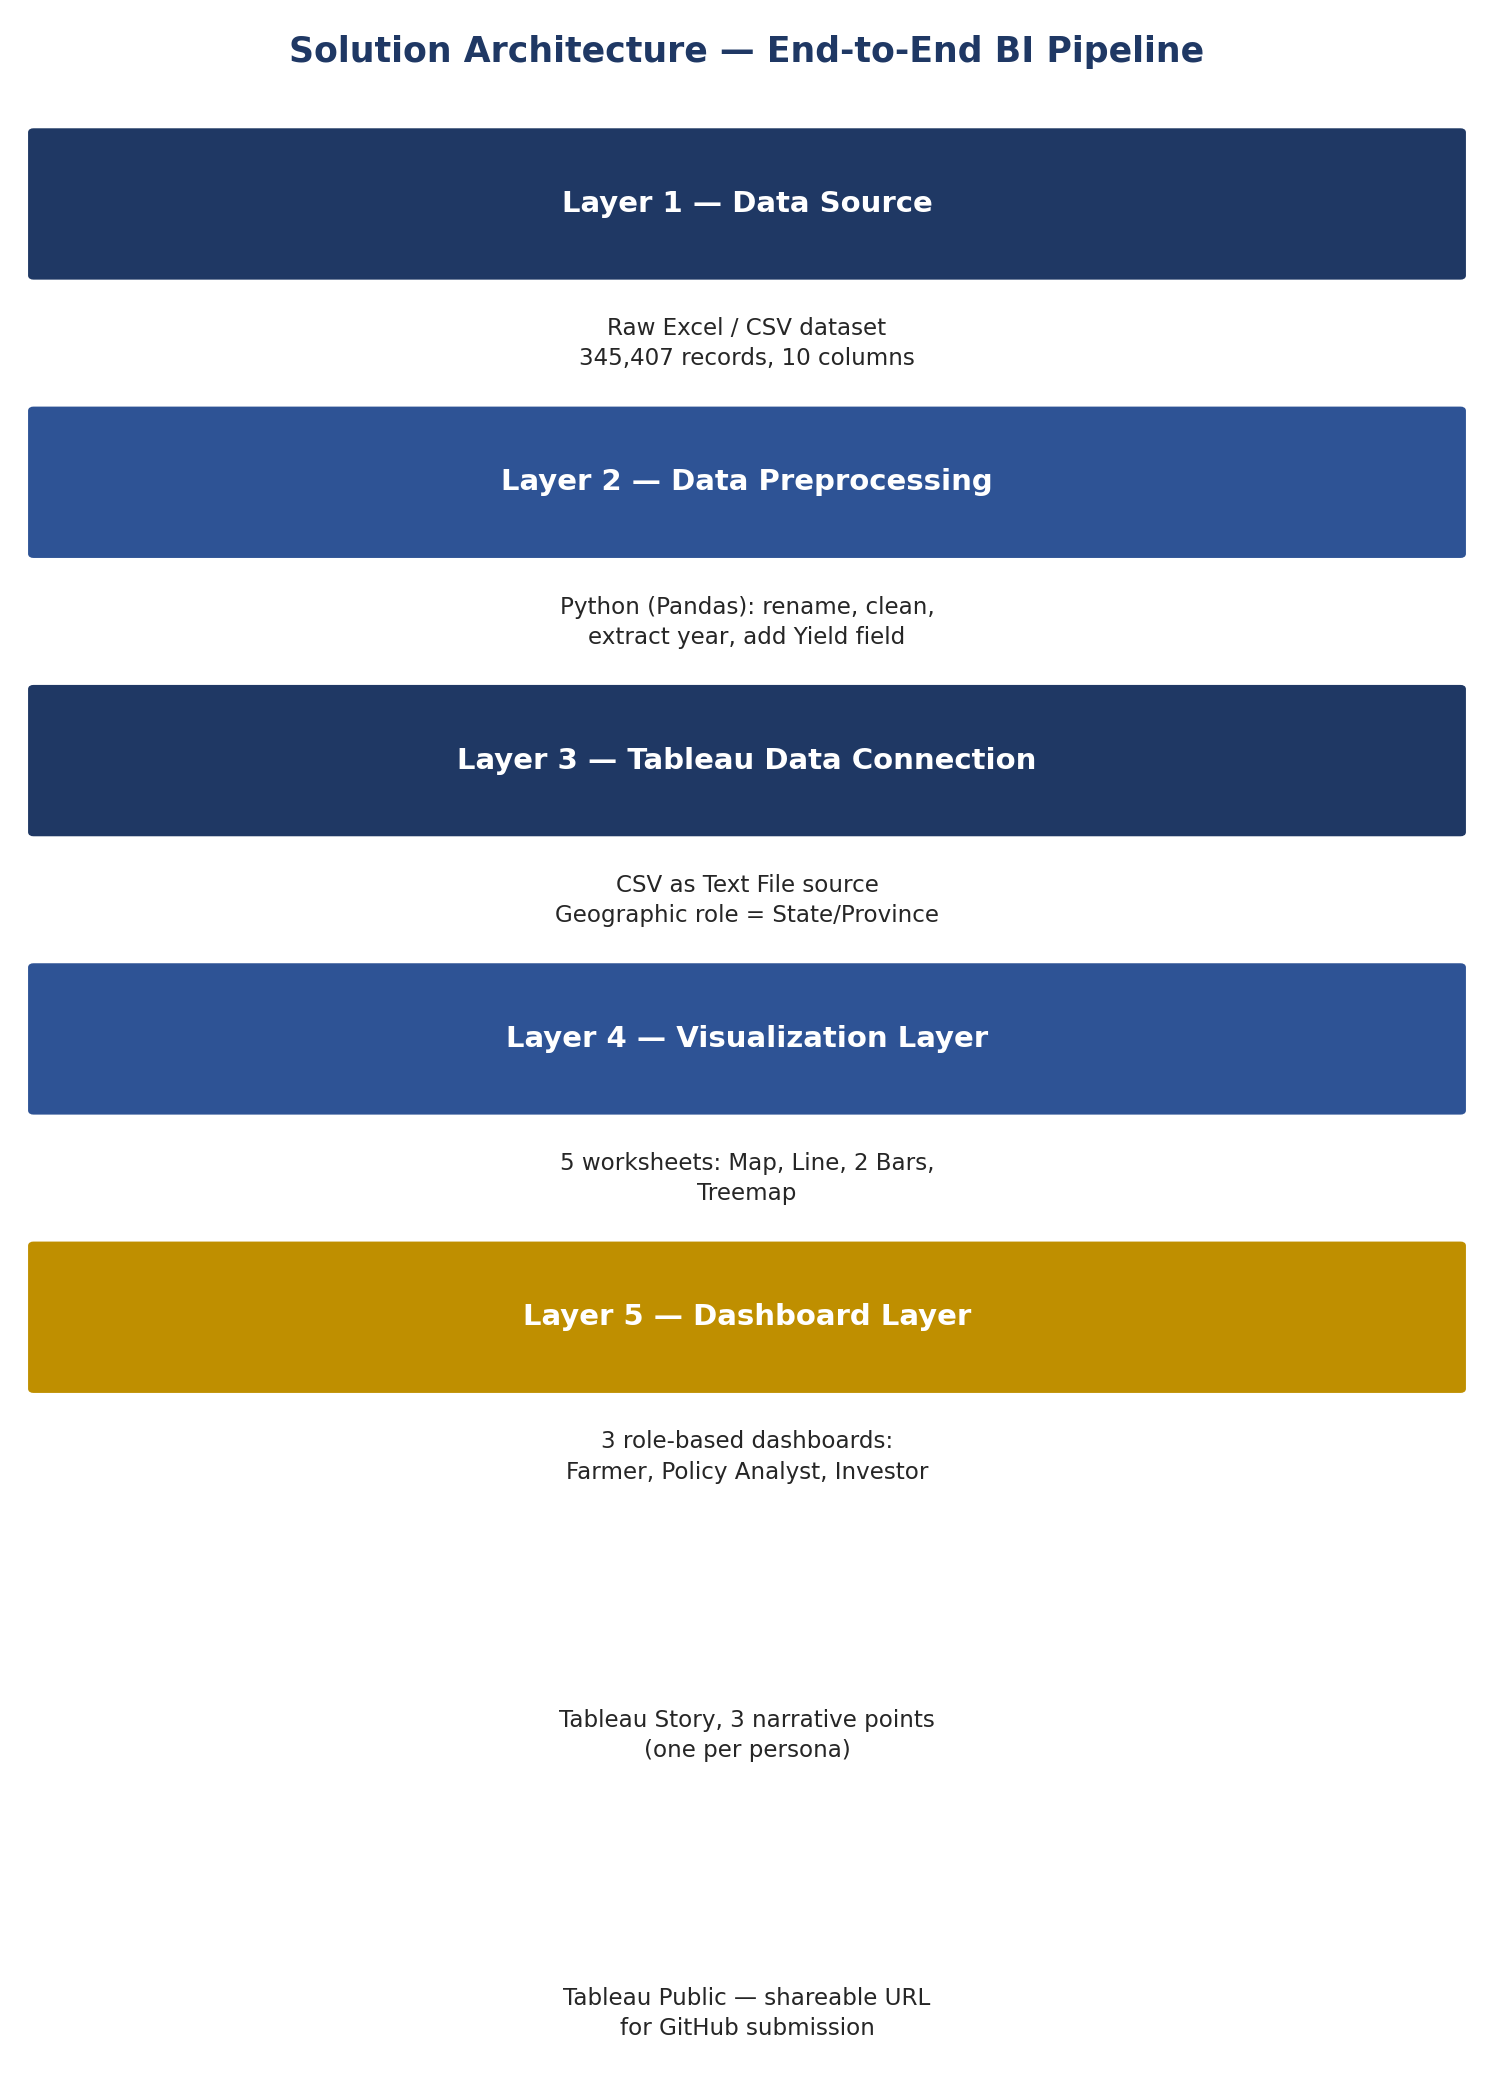 Solution Architecture — End-to-End BI Pipeline
Layer 1 — Data Source
Raw Excel / CSV dataset
345,407 records, 10 columns
Layer 2 — Data Preprocessing
Python (Pandas): rename, clean,
extract year, add Yield field
Layer 3 — Tableau Data Connection
CSV as Text File source
Geographic role = State/Province
Layer 4 — Visualization Layer
5 worksheets: Map, Line, 2 Bars,
Treemap
Layer 5 — Dashboard Layer
3 role-based dashboards:
Farmer, Policy Analyst, Investor
Tableau Story, 3 narrative points
(one per persona)
Tableau Public — shareable URL
for GitHub submission